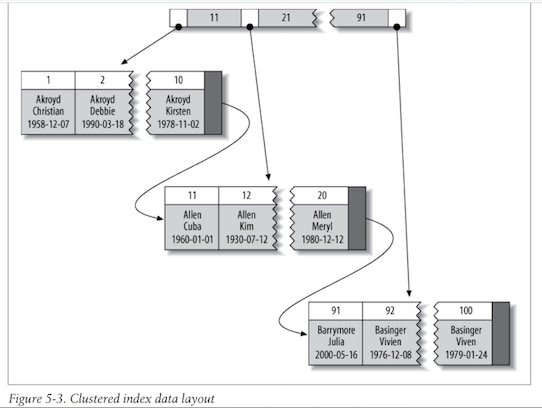 11 21 91
1 2 10
Akroyd Akroyd Akroyd
Christian Debbie Kirsten
1958-12-07 1990-03-18 1978-11-02
11 12 20
Allen Allen Allen
Cuba Kim Meryl
1960-01-01 1930-07-12 1980-12-12
91 92 100
Barrymore Basinger Basinger
Julia Vivien Viven
2000-05-16 1976-12-08 1979-01-24
Figure 5-3. Clustered index data layout